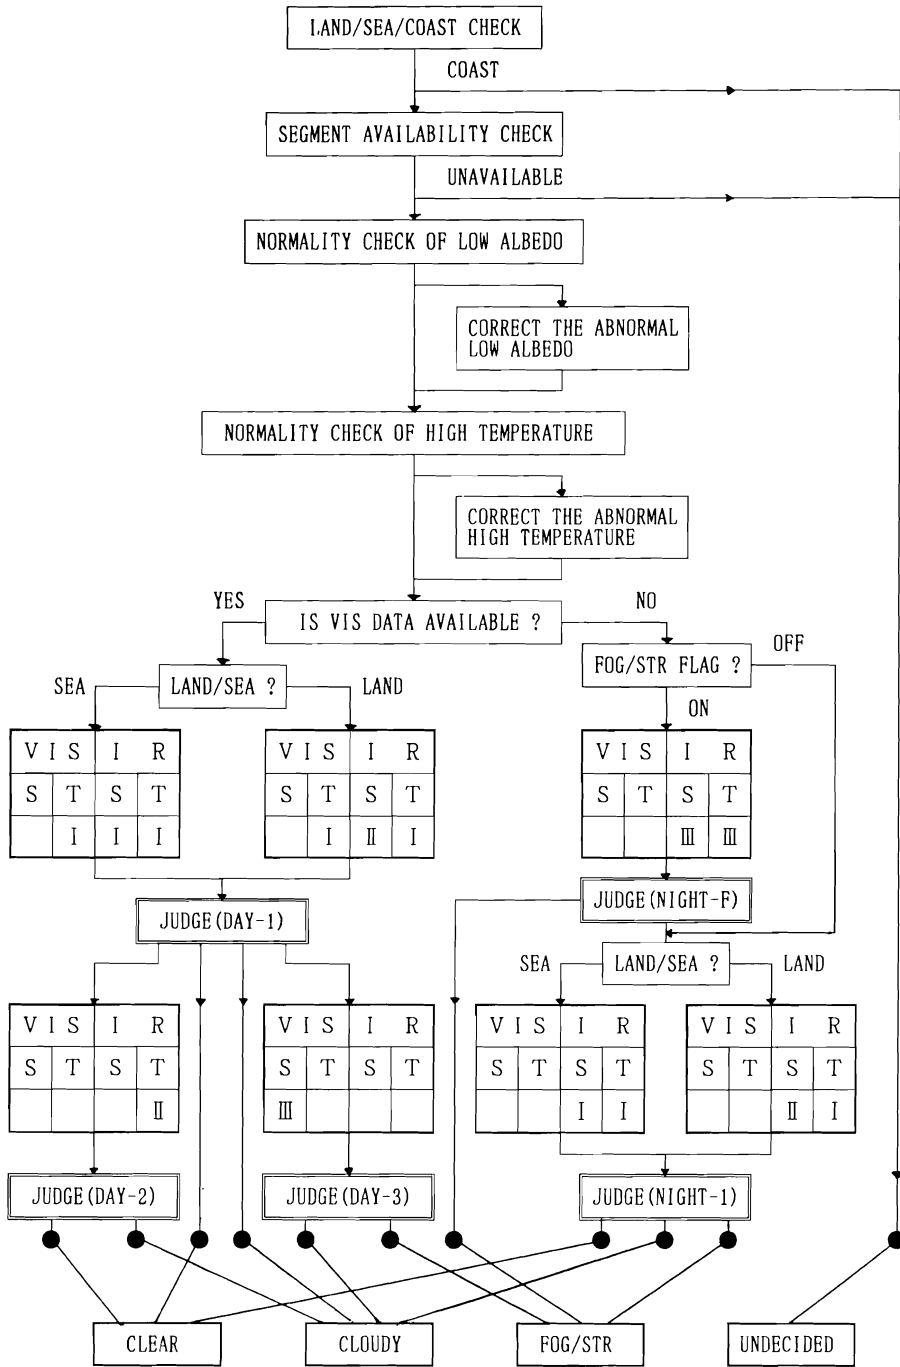 LAND/SEA/COAST CHECK
COAST
SEGMENT AVAILABILITY CHECK
UNAVAILABLE
NORMALITY CHECK OF LOW ALBEDO
CORRECT THE ABNORMAL
LOW ALBEDO
NORMALITY CHECK OF HIGH TEMPERATURE
CORRECT THE ABNORMAL
HIGH TEMPERATURE
YES
IS VIS DATA AVAILABLE ?
NO
OFF
FOG/STR FLAG ?
SEA
LAND/SEA ?
LAND
ON
VIS IR
S T S T
I I I
VIS IR
S T S T
I II I
VIS IR
S T S T
III III
JUDGE(DAY-1)
JUDGE(NIGHT-F)
SEA
LAND/SEA ?
LAND
VIS IR
S T S T
II
VIS IR
S T S T
III
VIS IR
S T S T
I I
VIS IR
S T S T
II I
JUDGE(DAY-2)
JUDGE(DAY-3)
JUDGE(NIGHT-1)
CLEAR
CLOUDY
FOG/STR
UNDECIDED